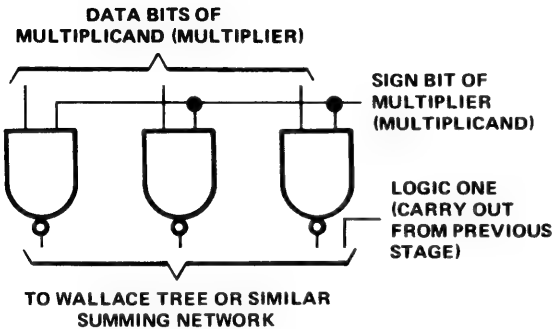 DATA BITS OF
MULTIPLICAND (MULTIPLIER)
SIGN BIT OF
MULTIPLIER
(MULTIPLICAND)
LOGIC ONE
(CARRY OUT
FROM PREVIOUS
STAGE)
TO WALLACE TREE OR SIMILAR
SUMMING NETWORK